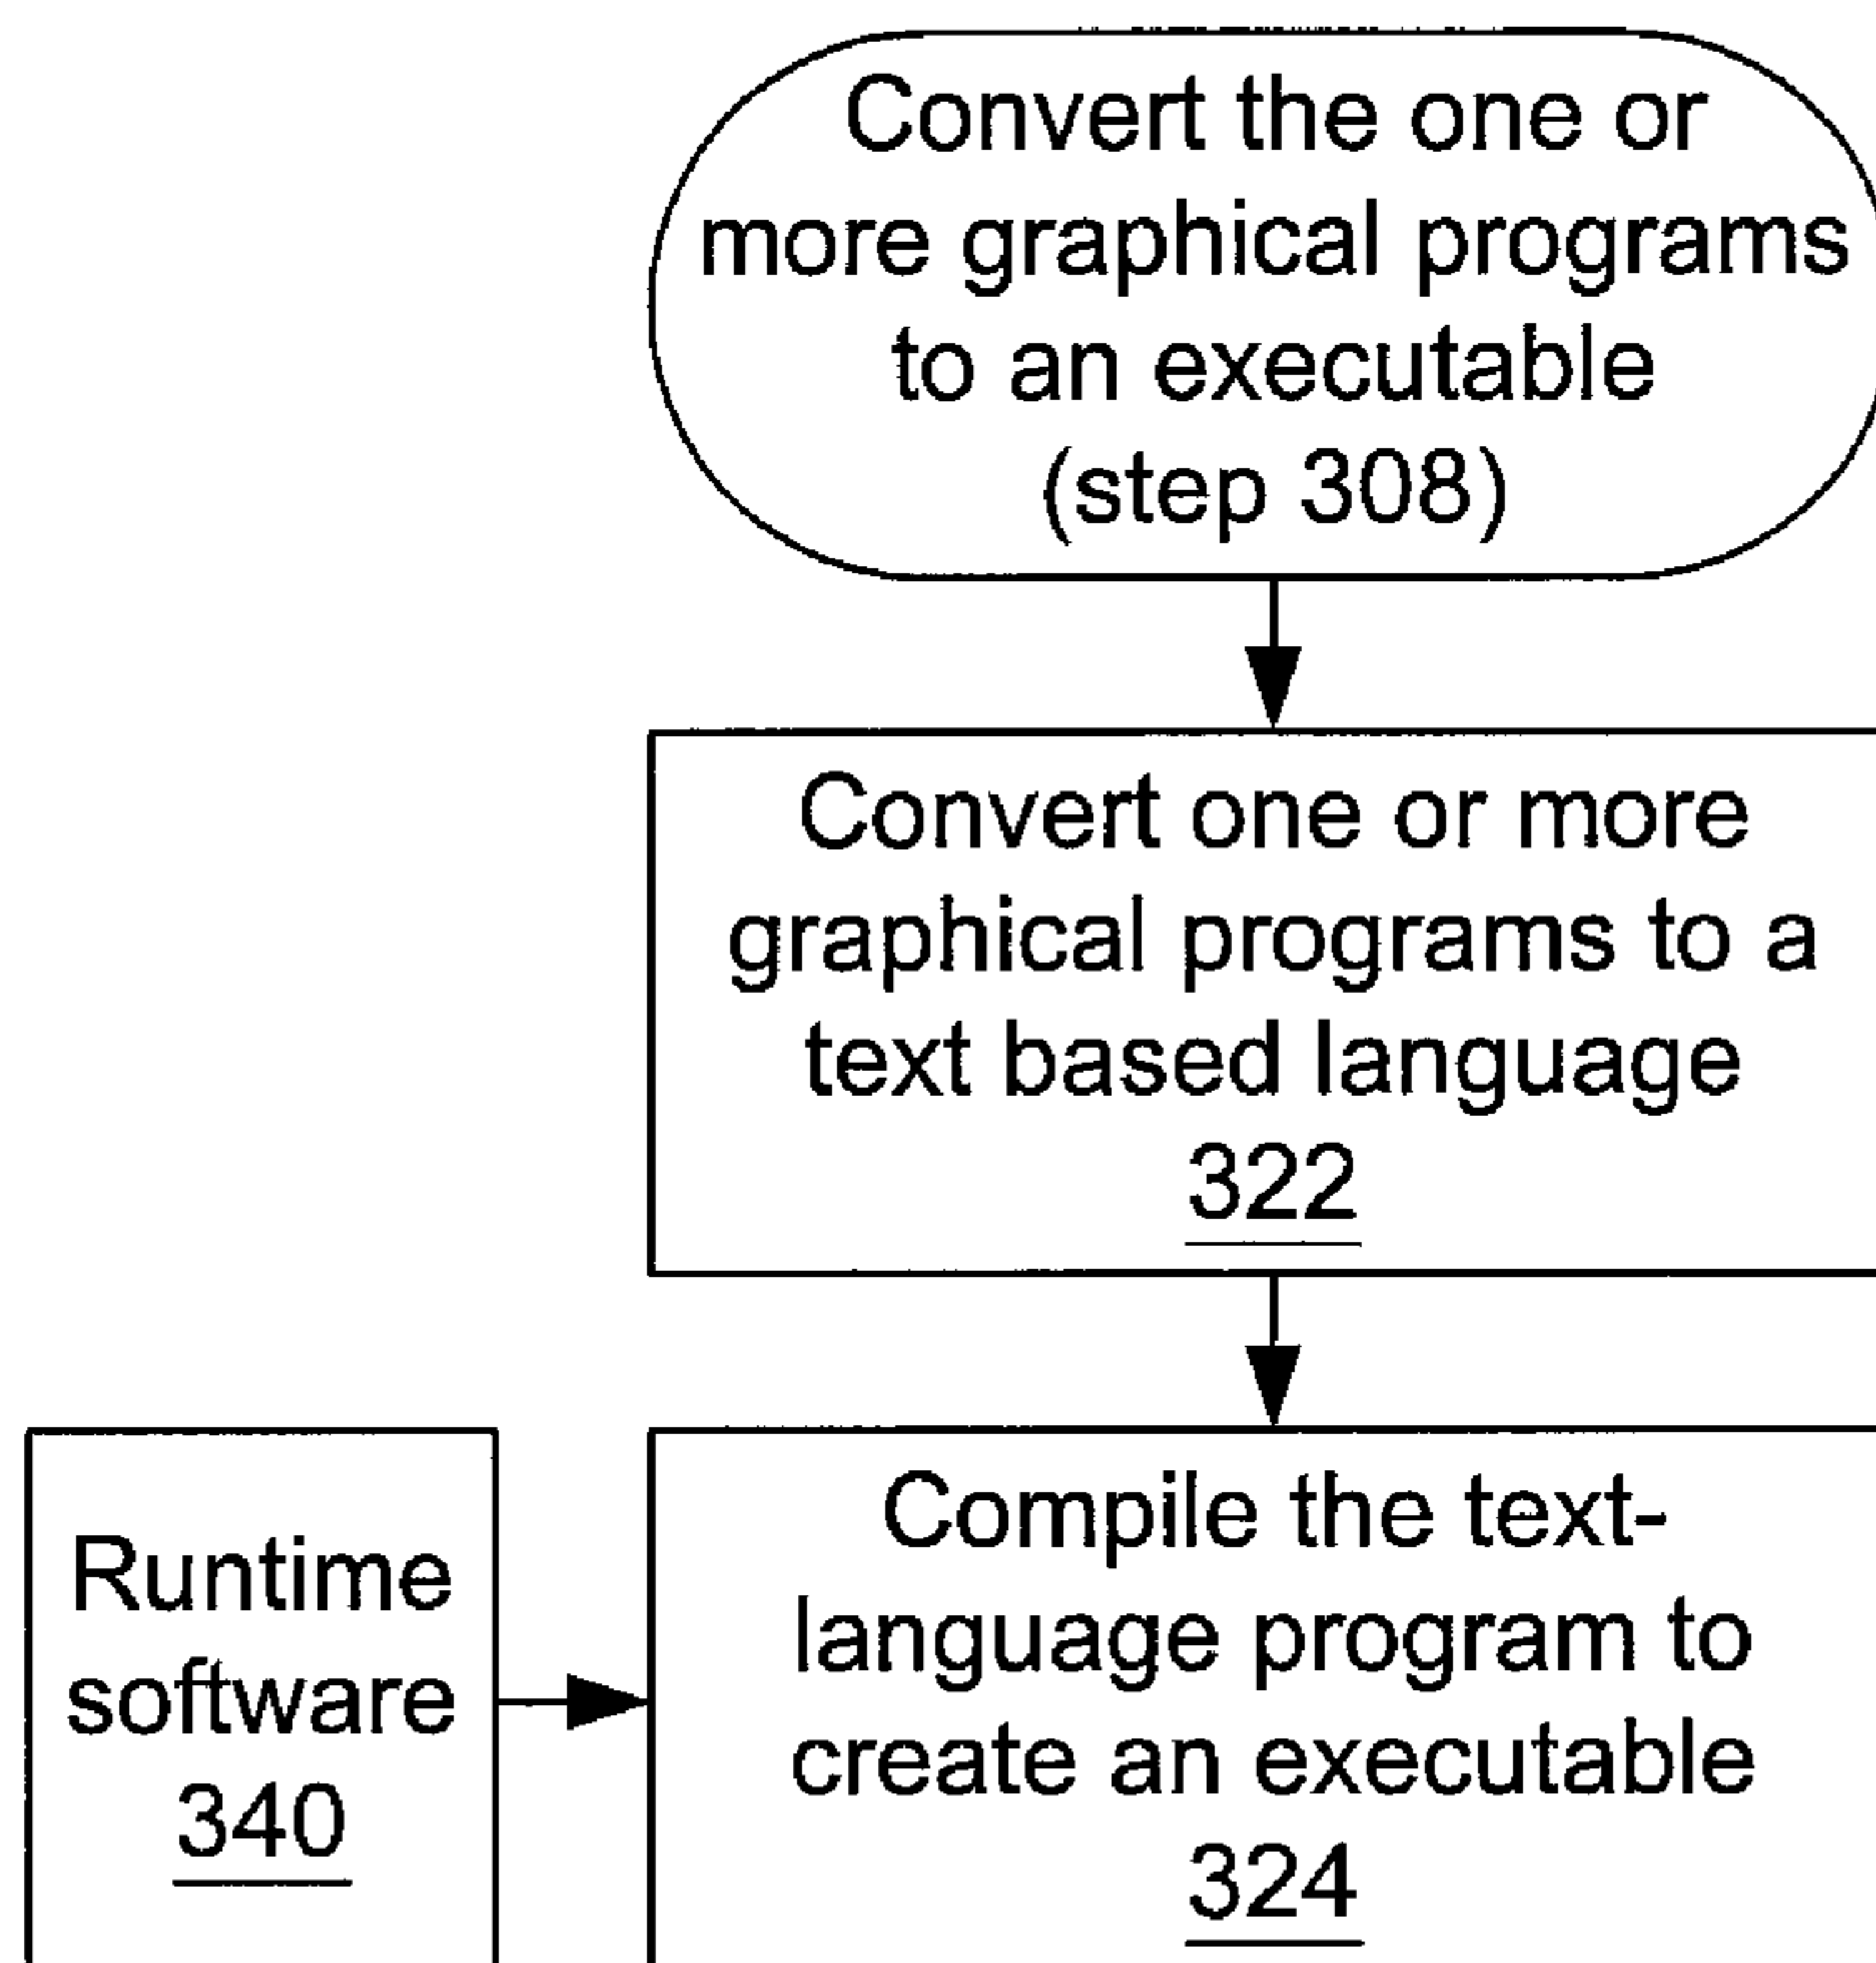 Convert the one or
more graphical programs
to an executable
(step 308)
Convert one or more
graphical programs to a
text based language
322
Runtime
software
340
Compile the text-
language program to
create an executable
324